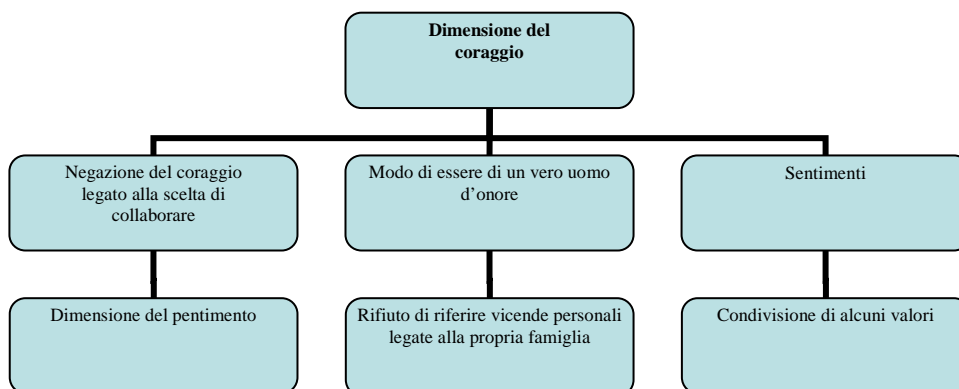 Dimensione del
coraggio
Negazione del coraggio
legato alla scelta di
collaborare
Modo di essere di un vero uomo
d'onore
Sentimenti
Dimensione del pentimento
Rifiuto di riferire vicende personali
legate alla propria famiglia
Condivisione di alcuni valori